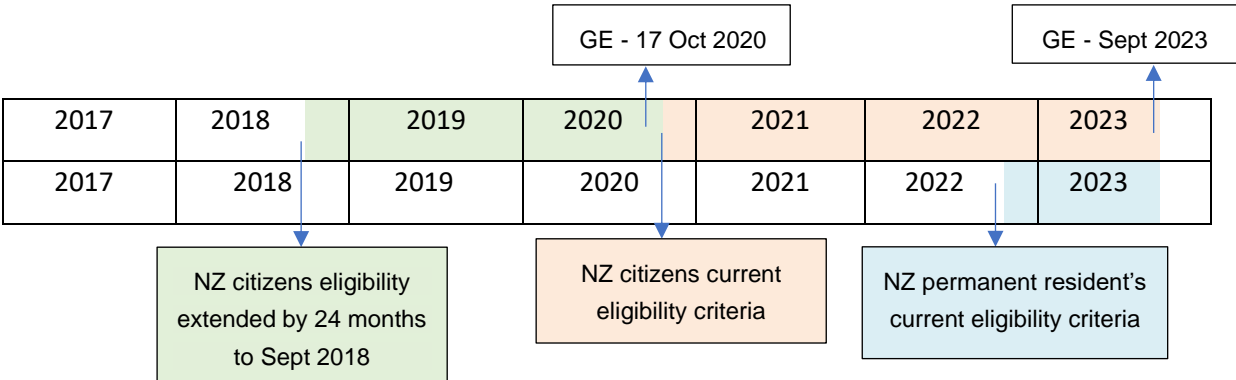 GE - 17 Oct 2020
GE - Sept 2023
2017 2018 2019 2020 2021 2022 2023
2017 2018 2019 2020 2021 2022 2023
NZ citizens eligibility
extended by 24 months
to Sept 2018
NZ citizens current
eligibility criteria
NZ permanent resident’s
current eligibility criteria